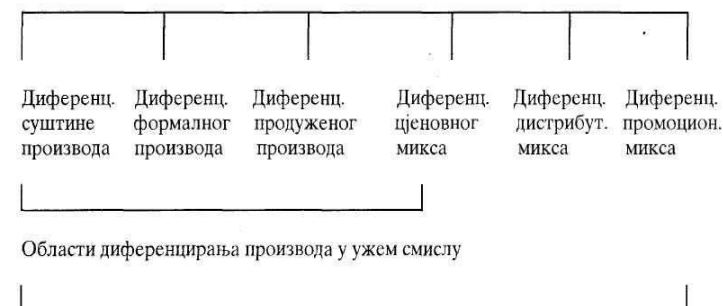 Диференц. Диференц. Диференц. Диференц. Диференц. Диференц.
суштине формалног продуженог цјеновног дистрибут. промоцион.
производа производа производа микса микса микса
Области диференцирања производа у ужем смислу